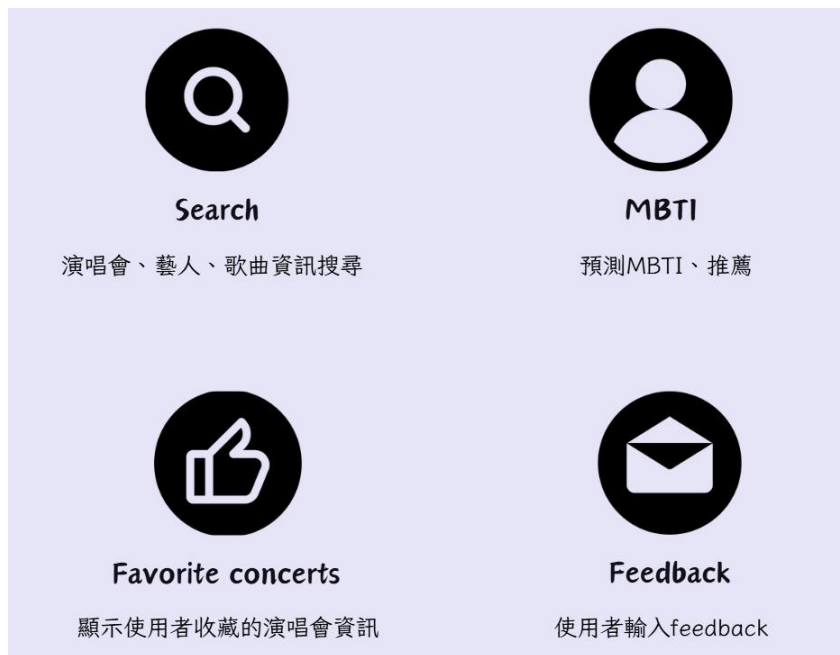 Search
MBTI
演唱會、藝人、歌曲資訊搜尋
預測MBTI、推薦
Favorite concerts
Feedback
顯示使用者收藏的演唱會資訊
使用者輸入feedback